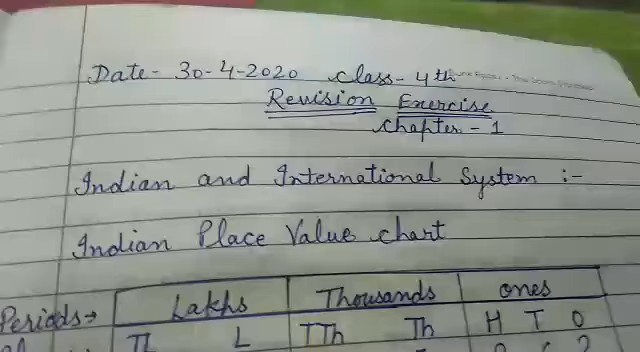 Date- 30-4-2020 Class- 4th
Revision Exercise
Chapter - 1
Indian and International System :-
Indian Place Value Chart
Periods→ Lakhs Thousands ones
TL L TTh Th H T O